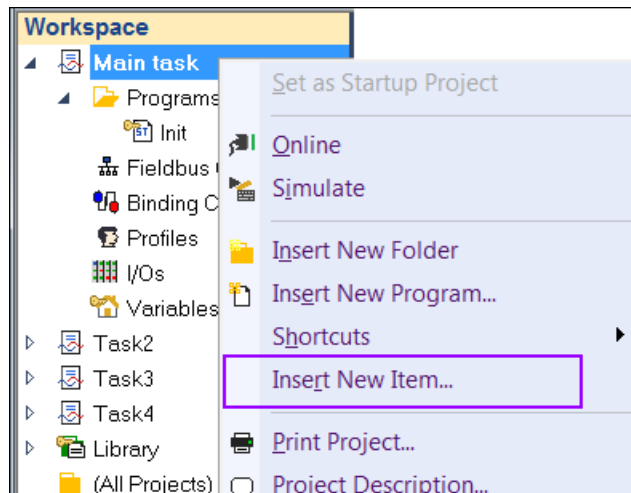 Workspace
Main task
Programs
Init
Fieldbus
Binding C
Profiles
I/Os
Variables
Task2
Task3
Task4
Library
(All Projects)
Set as Startup Project
Online
Simulate
Insert New Folder
Insert New Program...
Shortcuts
Insert New Item...
Print Project...
Project Description...